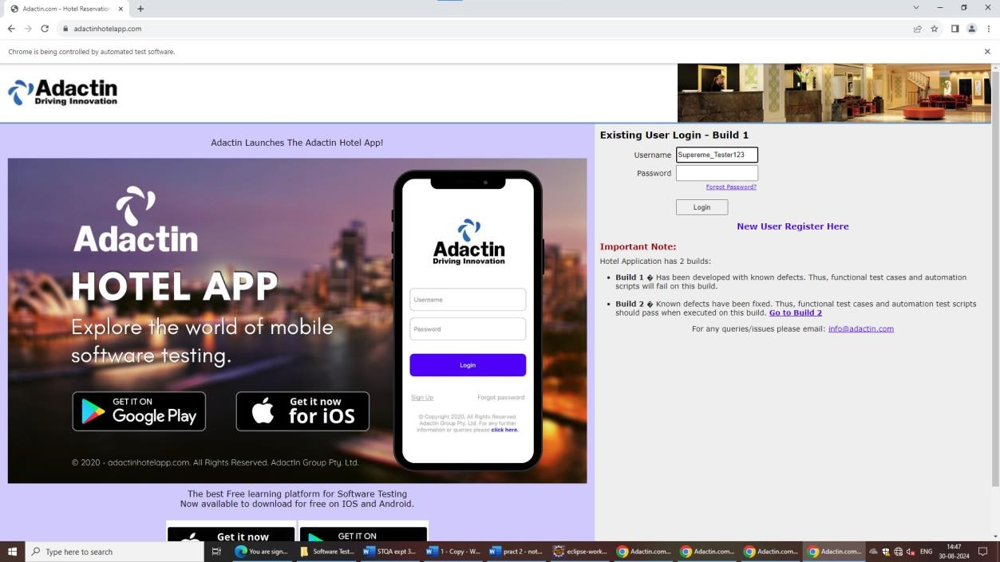 Adactin.com - Hotel Reservation
adactinhotelapp.com
Chrome is being controlled by automated test software.
Adactin
Driving Innovation
Adactin Launches The Adactin Hotel App!
Adactin
HOTEL APP
Explore the world of mobile
software testing.
GET IT ON
Google Play
Get it now
for iOS
© 2020 - adactinhotelapp.com. All Rights Reserved. AdactIn Group Pty. Ltd.
Adactin
Driving Innovation
Username
Password
Login
Sign Up Forgot password
© Copyright 2020, All Rights Reserved.
AdactIn Group Pty. Ltd. For any further
information or queries please click here.
The best Free learning platform for Software Testing
Now available to download for free on IOS and Android.
Get it now
GET IT ON
Existing User Login - Build 1
Username Supereme_Tester123
Password
Forgot Password?
Login
New User Register Here
Important Note:
Hotel Application has 2 builds:
• Build 1 � Has been developed with known defects. Thus, functional test cases and automation
scripts will fail on this build.
• Build 2 � Known defects have been fixed. Thus, functional test cases and automation test scripts
should pass when executed on this build. Go to Build 2
For any queries/issues please email: info@adactin.com
Type here to search
You are sign...
Software Test...
STQA expt 3...
1 - Copy - W...
pract 2 - not...
eclipse-work...
Adactin.com...
Adactin.com...
Adactin.com...
Adactin.com...
ENG
14:47
30-08-2024